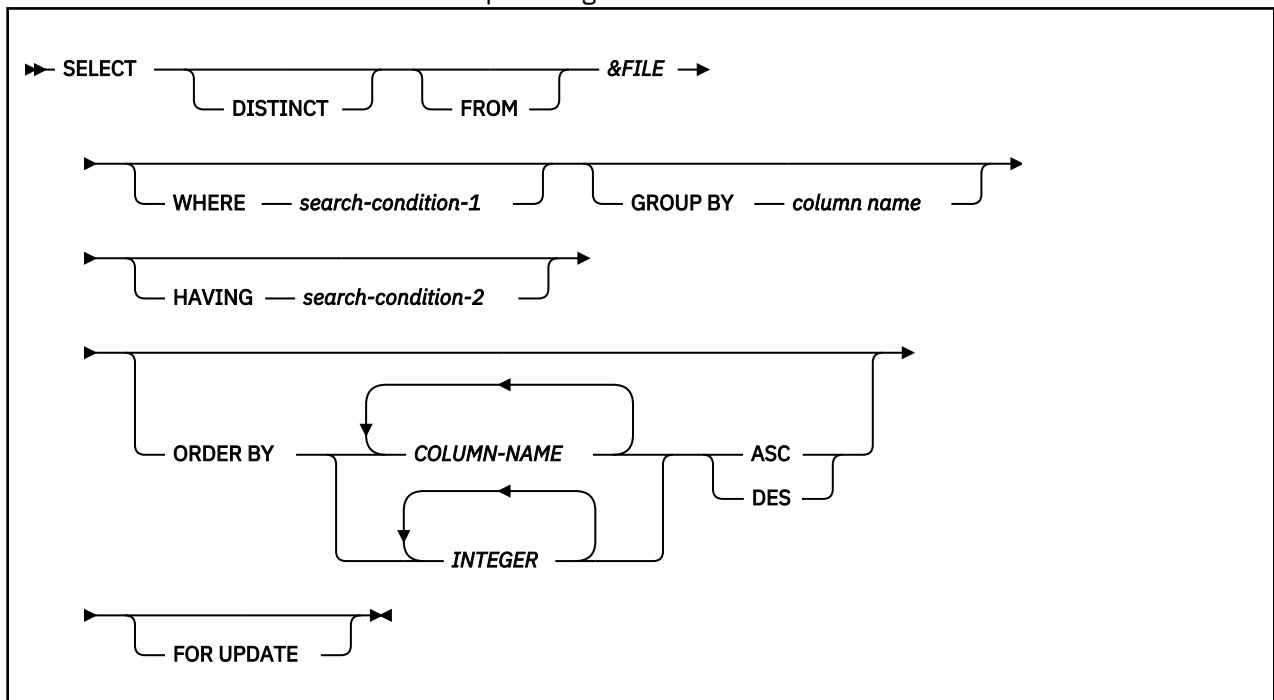 SELECT &FILE
DISTINCT FROM
WHERE search-condition-1 GROUP BY column name
HAVING search-condition-2
ORDER BY COLUMN-NAME ASC
DES
INTEGER
FOR UPDATE